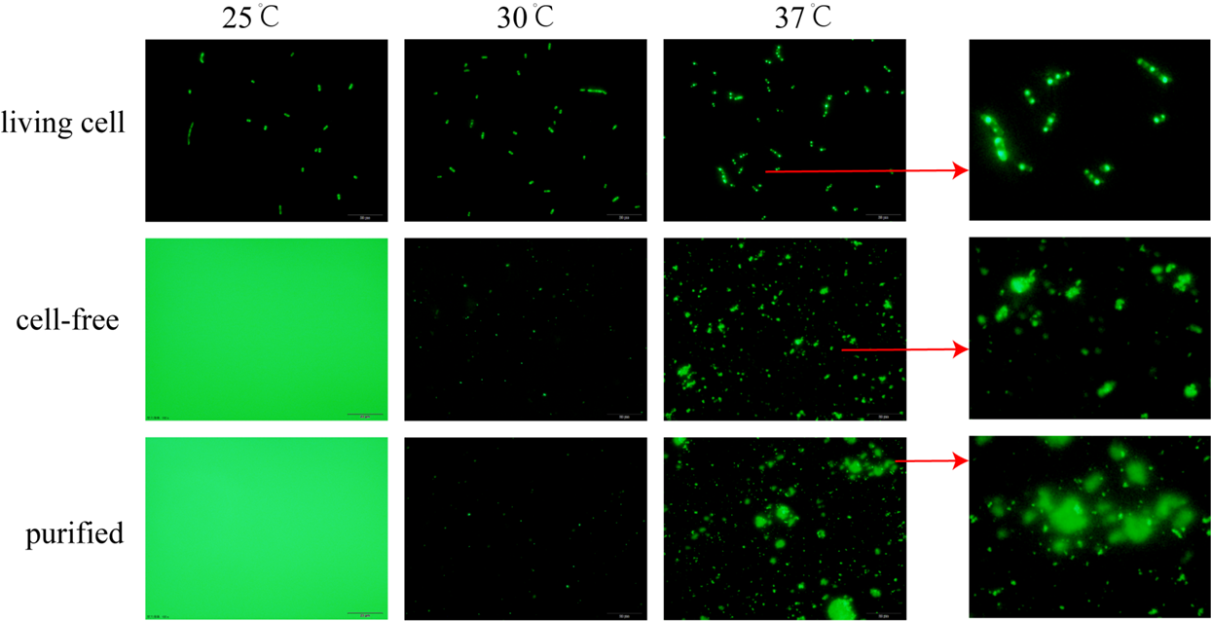 25℃ 30℃ 37℃
living cell
cell-free
purified